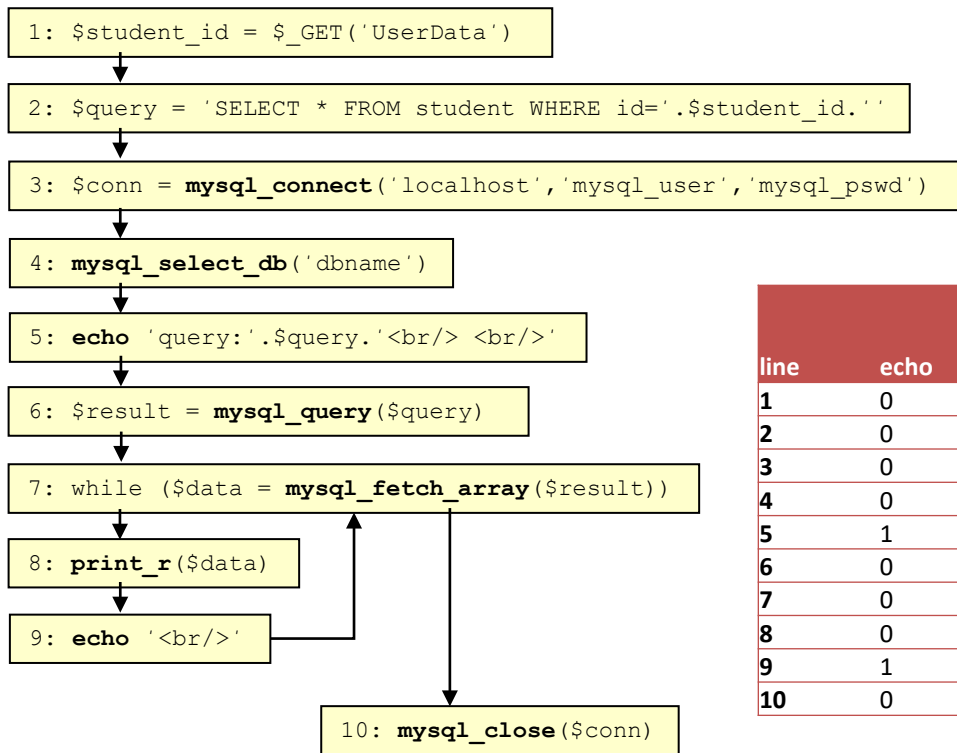 1: $student_id = $_GET('UserData')
2: $query = 'SELECT * FROM student WHERE id='.$student_id.''
3: $conn = mysql_connect('localhost','mysql_user','mysql_pswd')
4: mysql_select_db('dbname')
5: echo 'query:'.$query.'<br/> <br/>'
6: $result = mysql_query($query)
7: while ($data = mysql_fetch_array($result))
8: print_r($data)
9: echo '<br/>'
10: mysql_close($conn)
line echo
1 0
2 0
3 0
4 0
5 1
6 0
7 0
8 0
9 1
10 0